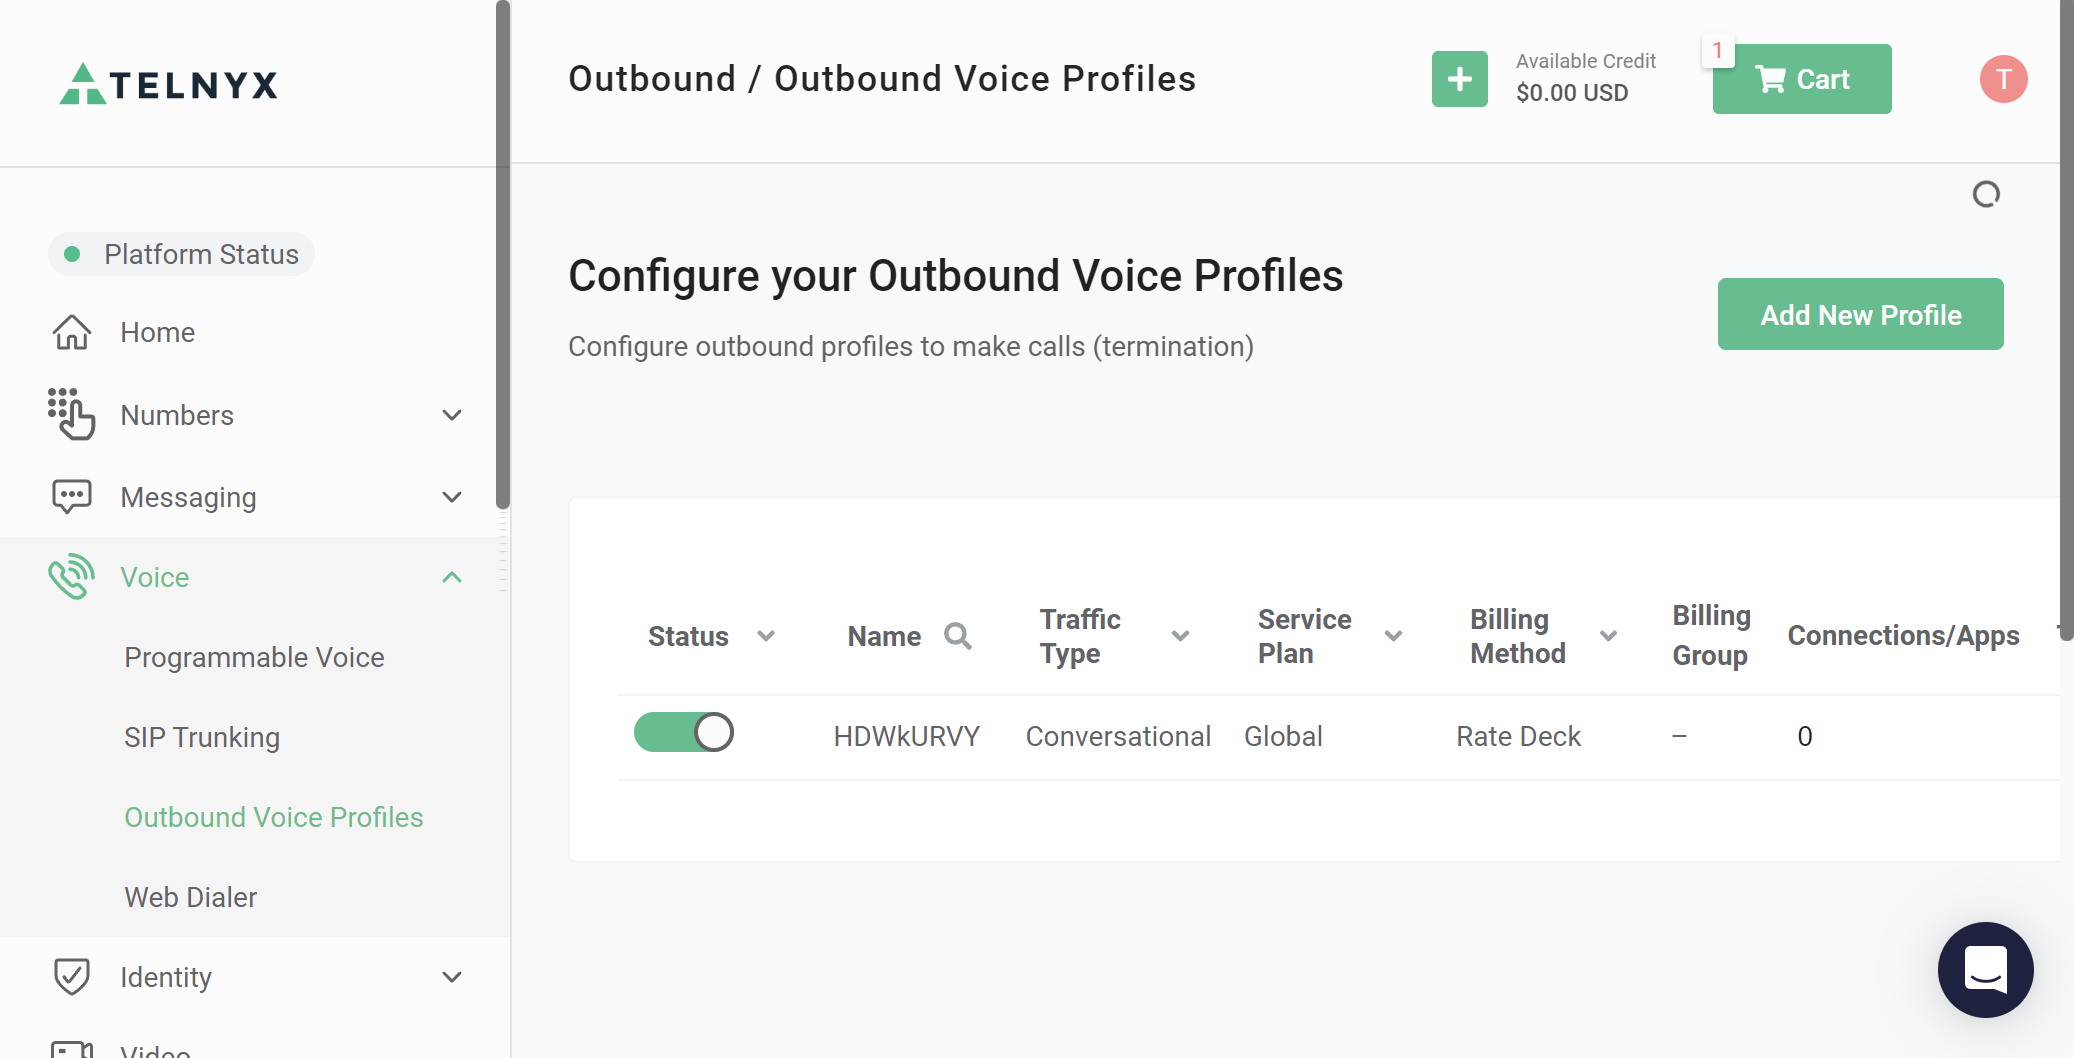 TELNYX
Outbound / Outbound Voice Profiles
Available Credit
$0.00 USD
1
Cart
T
Platform Status
Home
Numbers
Messaging
Voice
Programmable Voice
SIP Trunking
Outbound Voice Profiles
Web Dialer
Identity
Video
Configure your Outbound Voice Profiles
Configure outbound profiles to make calls (termination)
Add New Profile
Status
Name
Traffic
Type
Service
Plan
Billing
Method
Billing
Group
Connections/Apps
HDWkURVY
Conversational
Global
Rate Deck
–
0